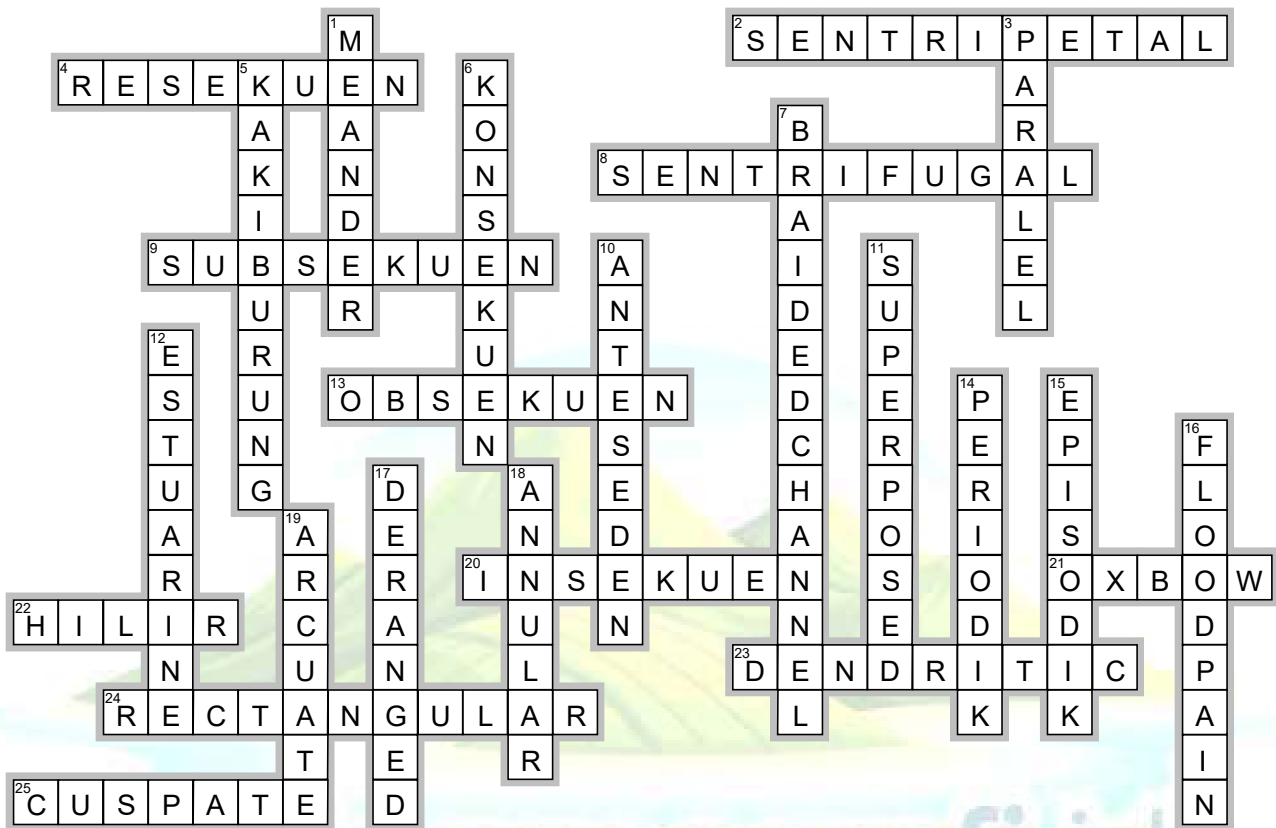 1 MEANDER
2 SENTRIPETAL
3 PARALEL
4 RESEKUEN
5 KAKIBURUNG
6 KONSEKUEN
7 BRAIDEDCHANNEL
8 SENTRIFUGAL
9 SUBSEKUEN
10 ANTESEDEN
11 SUPERPOSED
12 ESTUARINE
13 OBSEKUEN
14 PERIODIK
15 EPISODIK
16 FLOODPAIN
17 DERANGED
18 ANNULAR
19 ARCUATE
20 INSEKUEN
21 OXBOW
22 HILIR
23 DENDRITIC
24 RECTANGULAR
25 CUSPATE